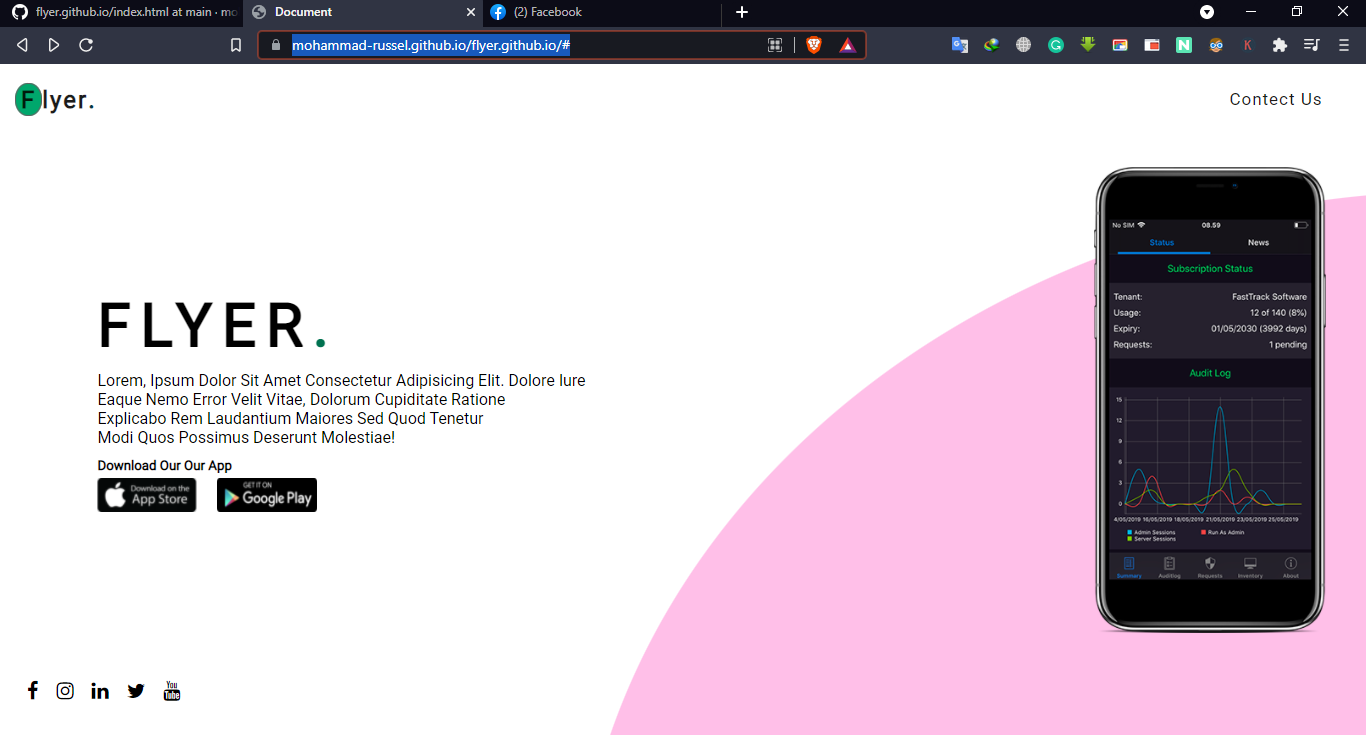 flyer.github.io/index.html at main · mo
Document
(2) Facebook
mohammad-russel.github.io/flyer.github.io/#
Flyer.
Contect Us
No SIM
08.59
Status
News
Subscription Status
Tenant:
FastTrack Software
Usage:
12 of 140 (8%)
Expiry:
01/05/2030 (3992 days)
Requests:
1 pending
Audit Log
15
12
9
6
3
0
4/05/2019 16/05/2019 18/05/2019 21/05/2019 23/05/2019 25/05/2019
Admin Sessions
Run As Admin
Server Sessions
Summary
Auditlog
Requests
Inventory
About
FLYER.
Lorem, Ipsum Dolor Sit Amet Consectetur Adipisicing Elit. Dolore Iure
Eaque Nemo Error Velit Vitae, Dolorum Cupiditate Ratione
Explicabo Rem Laudantium Maiores Sed Quod Tenetur
Modi Quos Possimus Deserunt Molestiae!
Download Our Our App
Download on the
App Store
GET IT ON
Google Play
You
Tube